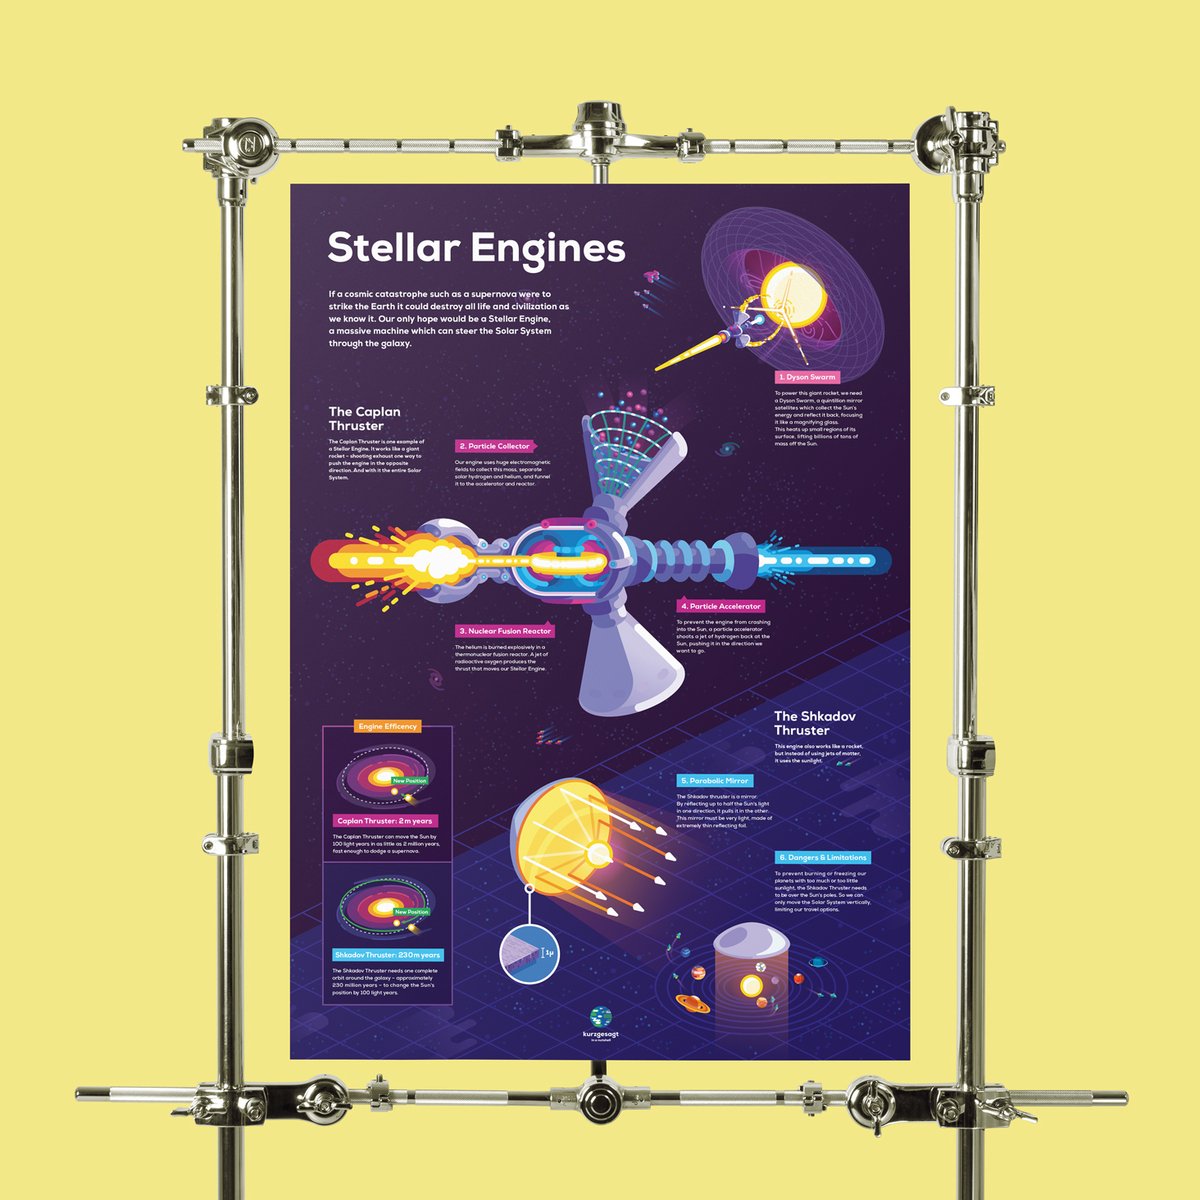 Stellar Engines
If a cosmic catastrophe such as a supernova were to
strike the Earth it could destroy all life and civilization as
we know it. Our only hope would be a Stellar Engine,
a massive machine which can steer the Solar System
through the galaxy.
1. Dyson Swarm
To power this giant rocket, we need
a Dyson Swarm, a quintillion mirror
satellites which collect the Sun's
energy and reflect it back, focusing
it like a magnifying glass.
This heats up small regions of its
surface, lifting billions of tons of
mass off the Sun.
The Caplan
Thruster
The Caplan Thruster is one example of
a Stellar Engine. It works like a giant
rocket – shooting exhaust one way to
push the engine in the opposite
direction. And with it the entire Solar
System.
2. Particle Collector
Our engine uses huge electromagnetic
fields to collect this mass, separate
solar hydrogen and helium, and funnel
it to the accelerator and reactor.
3. Nuclear Fusion Reactor
The helium is burned explosively in a
thermonuclear fusion reactor. A jet of
radioactive oxygen produces the
thrust that moves our Stellar Engine.
4. Particle Accelerator
To prevent the engine from crashing
into the Sun, a particle accelerator
shoots a jet of hydrogen back at the
Sun, pushing it in the direction we
want to go.
Engine Efficency
New Position
Caplan Thruster: 2 m years
The Caplan Thruster can move the Sun by
100 light years in as little as 2 million years,
fast enough to dodge a supernova.
New Position
Shkadov Thruster: 230 m years
The Shkadov Thruster needs one complete
orbit around the galaxy – approximately
230 million years – to change the Sun's
position by 100 light years.
The Shkadov
Thruster
This engine also works like a rocket,
but instead of using jets of matter,
it uses the sunlight.
5. Parabolic Mirror
The Shkadov thruster is a mirror.
By reflecting up to half the Sun's light
in one direction, it pulls it in the other.
This mirror must be very light, made of
extremely thin reflecting foil.
1μ
6. Dangers & Limitations
To prevent burning or freezing our
planets with too much or too little
sunlight, the Shkadov Thruster needs
to be over the Sun's poles. So we can
only move the Solar System vertically,
limiting our travel options.
kurzgesagt
in a nutshell